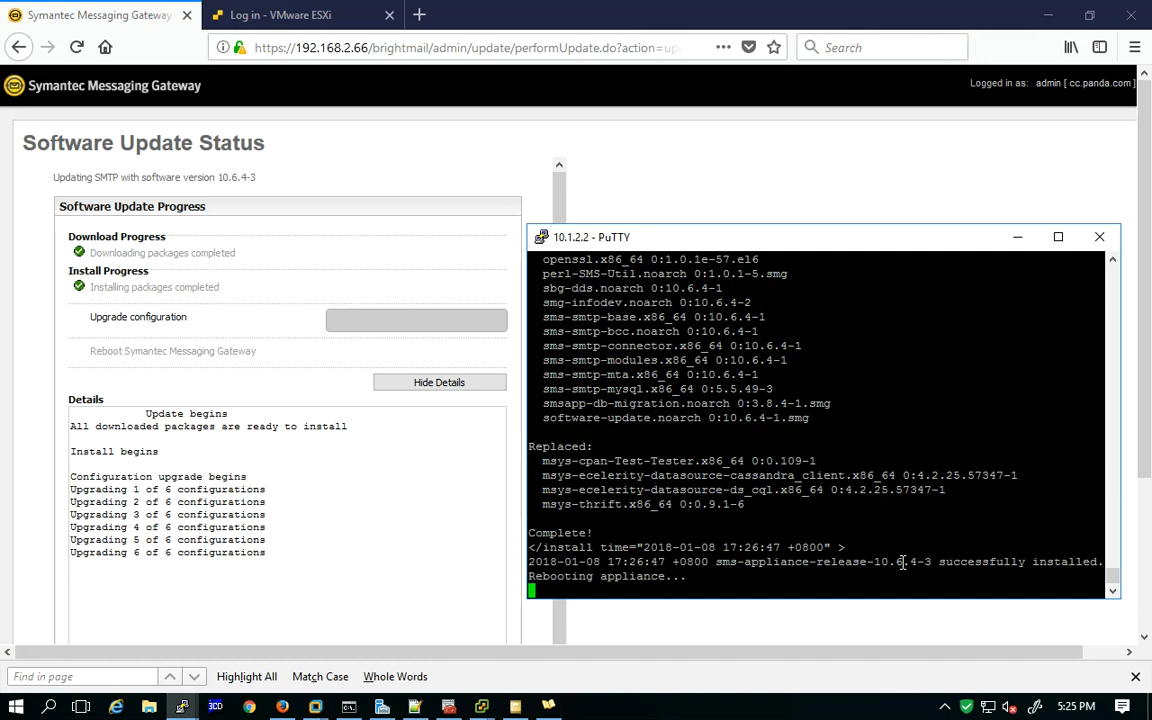 Symantec Messaging Gateway
Log in - VMware ESXi
https://192.168.2.66/brightmail/admin/update/performUpdate.do?action=up
Search
Symantec Messaging Gateway
Logged in as: admin [ cc.panda.com ]
Software Update Status
Updating SMTP with software version 10.6.4-3
Software Update Progress
Download Progress
Downloading packages completed
Install Progress
Installing packages completed
Upgrade configuration
Reboot Symantec Messaging Gateway
Hide Details
Details
Update begins
All downloaded packages are ready to install
Install begins
Configuration upgrade begins
Upgrading 1 of 6 configurations
Upgrading 2 of 6 configurations
Upgrading 3 of 6 configurations
Upgrading 4 of 6 configurations
Upgrading 5 of 6 configurations
Upgrading 6 of 6 configurations
10.1.2.2 - PuTTY
openssl.x86_64 0:1.0.1e-57.el6
perl-SMS-Util.noarch 0:1.0.1-5.smg
sbg-dds.noarch 0:10.6.4-1
smg-infodev.noarch 0:10.6.4-2
sms-smtp-base.x86_64 0:10.6.4-1
sms-smtp-bcc.noarch 0:10.6.4-1
sms-smtp-connector.x86_64 0:10.6.4-1
sms-smtp-modules.x86_64 0:10.6.4-1
sms-smtp-mta.x86_64 0:10.6.4-1
sms-smtp-mysql.x86_64 0:5.5.49-3
smsapp-db-migration.noarch 0:3.8.4-1.smg
software-update.noarch 0:10.6.4-1.smg
Replaced:
msys-cpan-Test-Tester.x86_64 0:0.109-1
msys-ecelerity-datasource-cassandra_client.x86_64 0:4.2.25.57347-1
msys-ecelerity-datasource-ds_cql.x86_64 0:4.2.25.57347-1
msys-thrift.x86_64 0:0.9.1-6
Complete!
</install time="2018-01-08 17:26:47 +0800" >
2018-01-08 17:26:47 +0800 sms-appliance-release-10.6.4-3 successfully installed.
Rebooting appliance...
Find in page
Highlight All
Match Case
Whole Words
5:25 PM